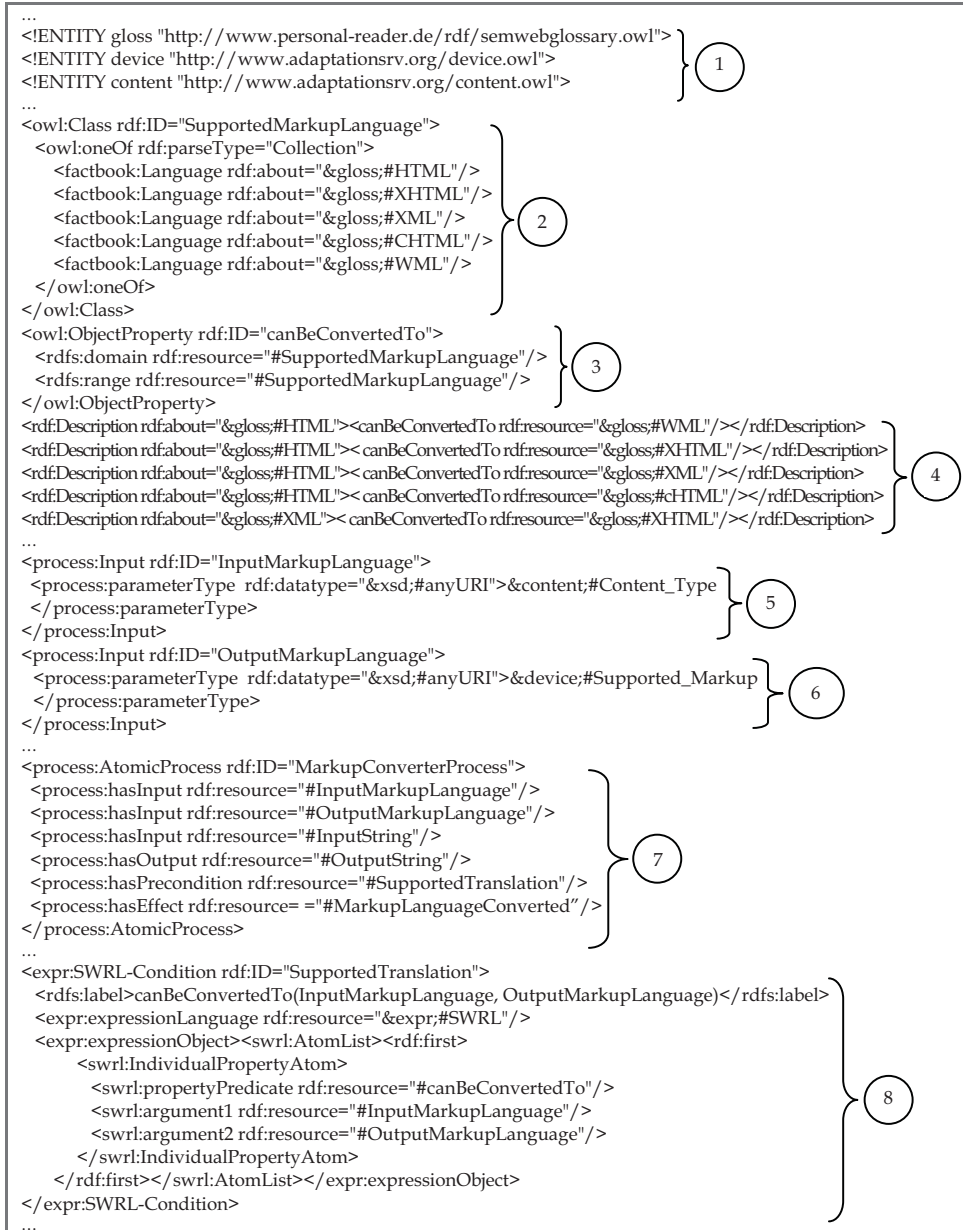 ...
<!ENTITY gloss "http://www.personal-reader.de/rdf/semwebglossary.owl">
<!ENTITY device "http://www.adaptationsrv.org/device.owl">
1
<!ENTITY content "http://www.adaptationsrv.org/content.owl">
...
<owl:Class rdf:ID="SupportedMarkupLanguage">
<owl:oneOf rdf:parseType="Collection">
<factbook:Language rdf:about="&gloss;#HTML"/>
<factbook:Language rdf:about="&gloss;#XHTML"/>
<factbook:Language rdf:about="&gloss;#XML"/>
2
<factbook:Language rdf:about="&gloss;#CHTML"/>
<factbook:Language rdf:about="&gloss;#WML"/>
</owl:oneOf>
</owl:Class>
<owl:ObjectProperty rdf:ID="canBeConvertedTo">
<rdfs:domain rdf:resource="#SupportedMarkupLanguage"/>
3
<rdfs:range rdf:resource="#SupportedMarkupLanguage"/>
</owl:ObjectProperty>
<rdf:Description rdf:about="&gloss;#HTML"><canBeConvertedTo rdf:resource="&gloss;#WML"/></rdf:Description>
<rdf:Description rdf:about="&gloss;#HTML">< canBeConvertedTo rdf:resource="&gloss;#XHTML"/></rdf:Description>
<rdf:Description rdf:about="&gloss;#HTML">< canBeConvertedTo rdf:resource="&gloss;#XML"/></rdf:Description>
4
<rdf:Description rdf:about="&gloss;#HTML">< canBeConvertedTo rdf:resource="&gloss;#cHTML"/></rdf:Description>
<rdf:Description rdf:about="&gloss;#XML">< canBeConvertedTo rdf:resource="&gloss;#XHTML"/></rdf:Description>
...
<process:Input rdf:ID="InputMarkupLanguage">
<process:parameterType rdf:datatype="&xsd;#anyURI">&content;#Content_Type
5
</process:parameterType>
</process:Input>
<process:Input rdf:ID="OutputMarkupLanguage">
<process:parameterType rdf:datatype="&xsd;#anyURI">&device;#Supported_Markup
6
</process:parameterType>
</process:Input>
...
<process:AtomicProcess rdf:ID="MarkupConverterProcess">
<process:hasInput rdf:resource="#InputMarkupLanguage"/>
<process:hasInput rdf:resource="#OutputMarkupLanguage"/>
<process:hasInput rdf:resource="#InputString"/>
<process:hasOutput rdf:resource="#OutputString"/>
7
<process:hasPrecondition rdf:resource="#SupportedTranslation"/>
<process:hasEffect rdf:resource= ="#MarkupLanguageConverted”/>
</process:AtomicProcess>
...
<expr:SWRL-Condition rdf:ID="SupportedTranslation">
<rdfs:label>canBeConvertedTo(InputMarkupLanguage, OutputMarkupLanguage)</rdfs:label>
<expr:expressionLanguage rdf:resource="&expr;#SWRL"/>
<expr:expressionObject><swrl:AtomList><rdf:first>
<swrl:IndividualPropertyAtom>
<swrl:propertyPredicate rdf:resource="#canBeConvertedTo"/>
8
<swrl:argument1 rdf:resource="#InputMarkupLanguage"/>
<swrl:argument2 rdf:resource="#OutputMarkupLanguage"/>
</swrl:IndividualPropertyAtom>
</rdf:first></swrl:AtomList></expr:expressionObject>
</expr:SWRL-Condition>
...